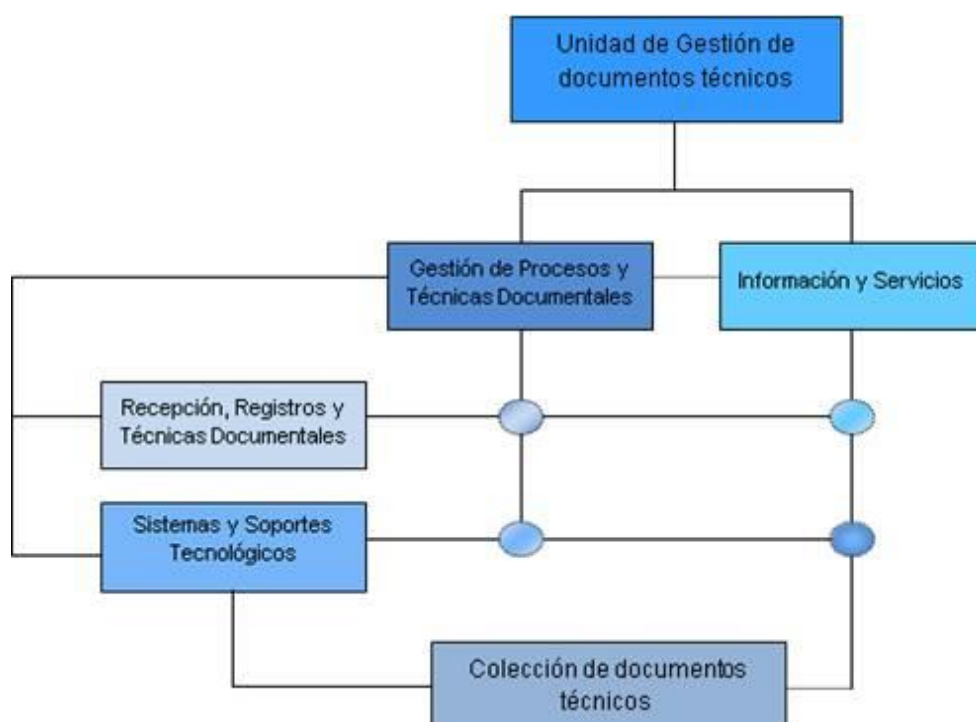 Unidad de Gestión de
documentos técnicos
Gestión de Procesos y
Técnicas Documentales
Información y Servicios
Recepción, Registros y
Técnicas Documentales
Sistemas y Soportes
Tecnológicos
Colección de documentos
técnicos